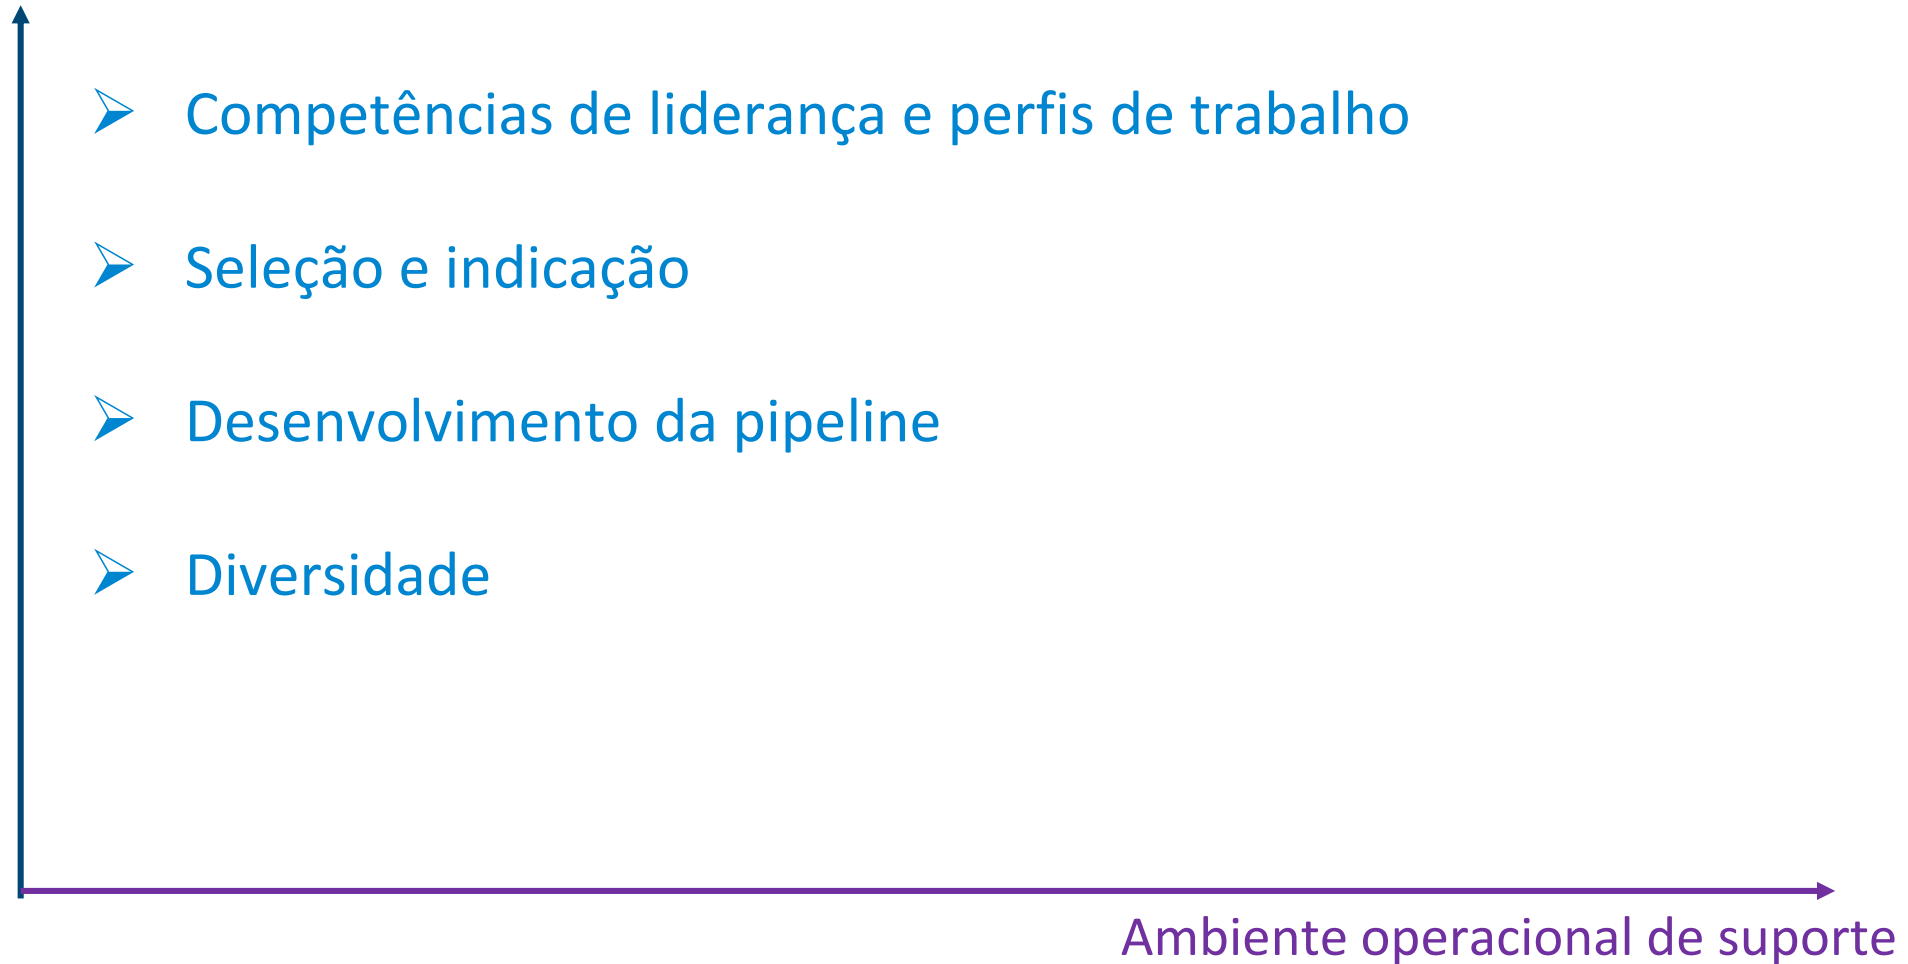 Competências de liderança e perfis de trabalho
Seleção e indicação
Desenvolvimento da pipeline
Diversidade
Ambiente operacional de suporte